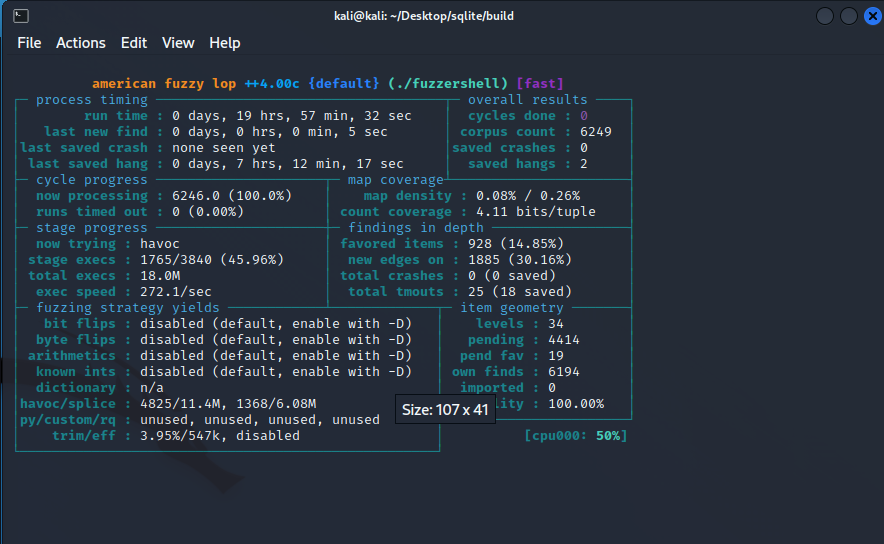 kali@kali: ~/Desktop/sqlite/build
File Actions Edit View Help
american fuzzy lop ++4.00c {default} (./fuzzershell) [fast]
process timing overall results
run time : 0 days, 19 hrs, 57 min, 32 sec cycles done : 0
last new find : 0 days, 0 hrs, 0 min, 5 sec corpus count : 6249
last saved crash : none seen yet saved crashes : 0
last saved hang : 0 days, 7 hrs, 12 min, 17 sec saved hangs : 2
cycle progress map coverage
now processing : 6246.0 (100.0%) map density : 0.08% / 0.26%
runs timed out : 0 (0.00%) count coverage : 4.11 bits/tuple
stage progress findings in depth
now trying : havoc favored items : 928 (14.85%)
stage execs : 1765/3840 (45.96%) new edges on : 1885 (30.16%)
total execs : 18.0M total crashes : 0 (0 saved)
exec speed : 272.1/sec total tmouts : 25 (18 saved)
fuzzing strategy yields item geometry
bit flips : disabled (default, enable with -D) levels : 34
byte flips : disabled (default, enable with -D) pending : 4414
arithmetics : disabled (default, enable with -D) pend fav : 19
known ints : disabled (default, enable with -D) own finds : 6194
dictionary : n/a imported : 0
havoc/splice : 4825/11.4M, 1368/6.08M Size: 107 x 41 lity : 100.00%
py/custom/rq : unused, unused, unused, unused
trim/eff : 3.95%/547k, disabled [cpu000: 50%]